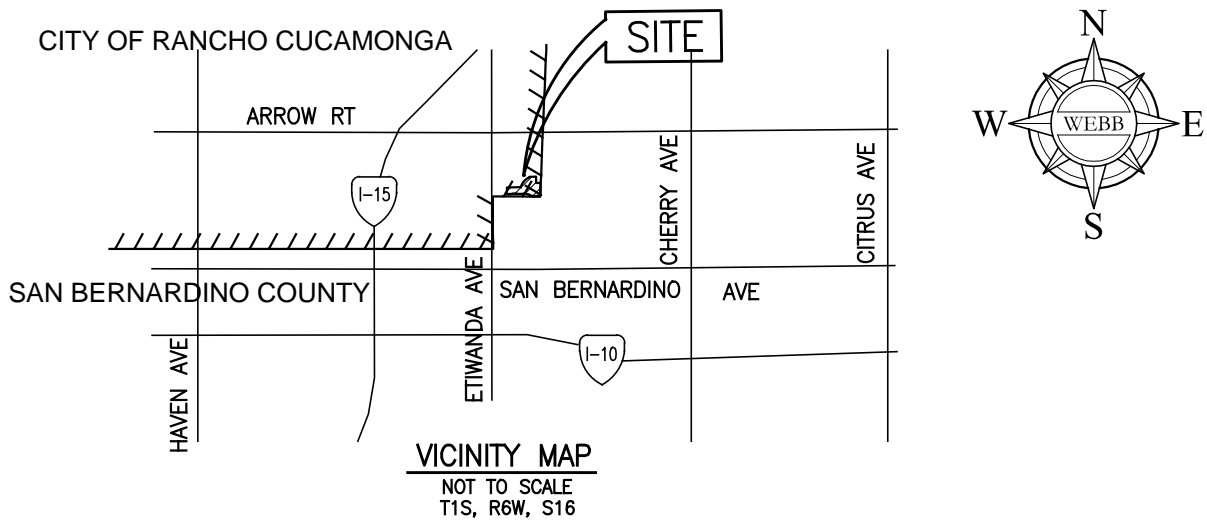 CITY OF RANCHO CUCAMONGA
SITE
N
W
WEBB
E
S
ARROW RT
I-15
CHERRY AVE
CITRUS AVE
SAN BERNARDINO COUNTY
ETIWANDA AVE
SAN BERNARDINO AVE
HAVEN AVE
I-10
VICINITY MAP
NOT TO SCALE
T1S, R6W, S16